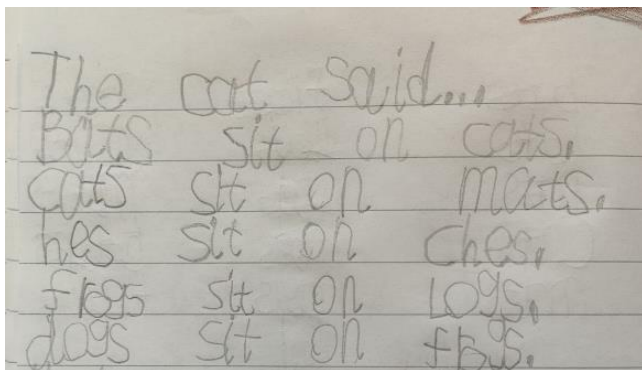 The cat said...
Bats sit on cats.
cats sit on mats.
hes sit on ches.
frogs sit on Logs.
dogs sit on frogs.